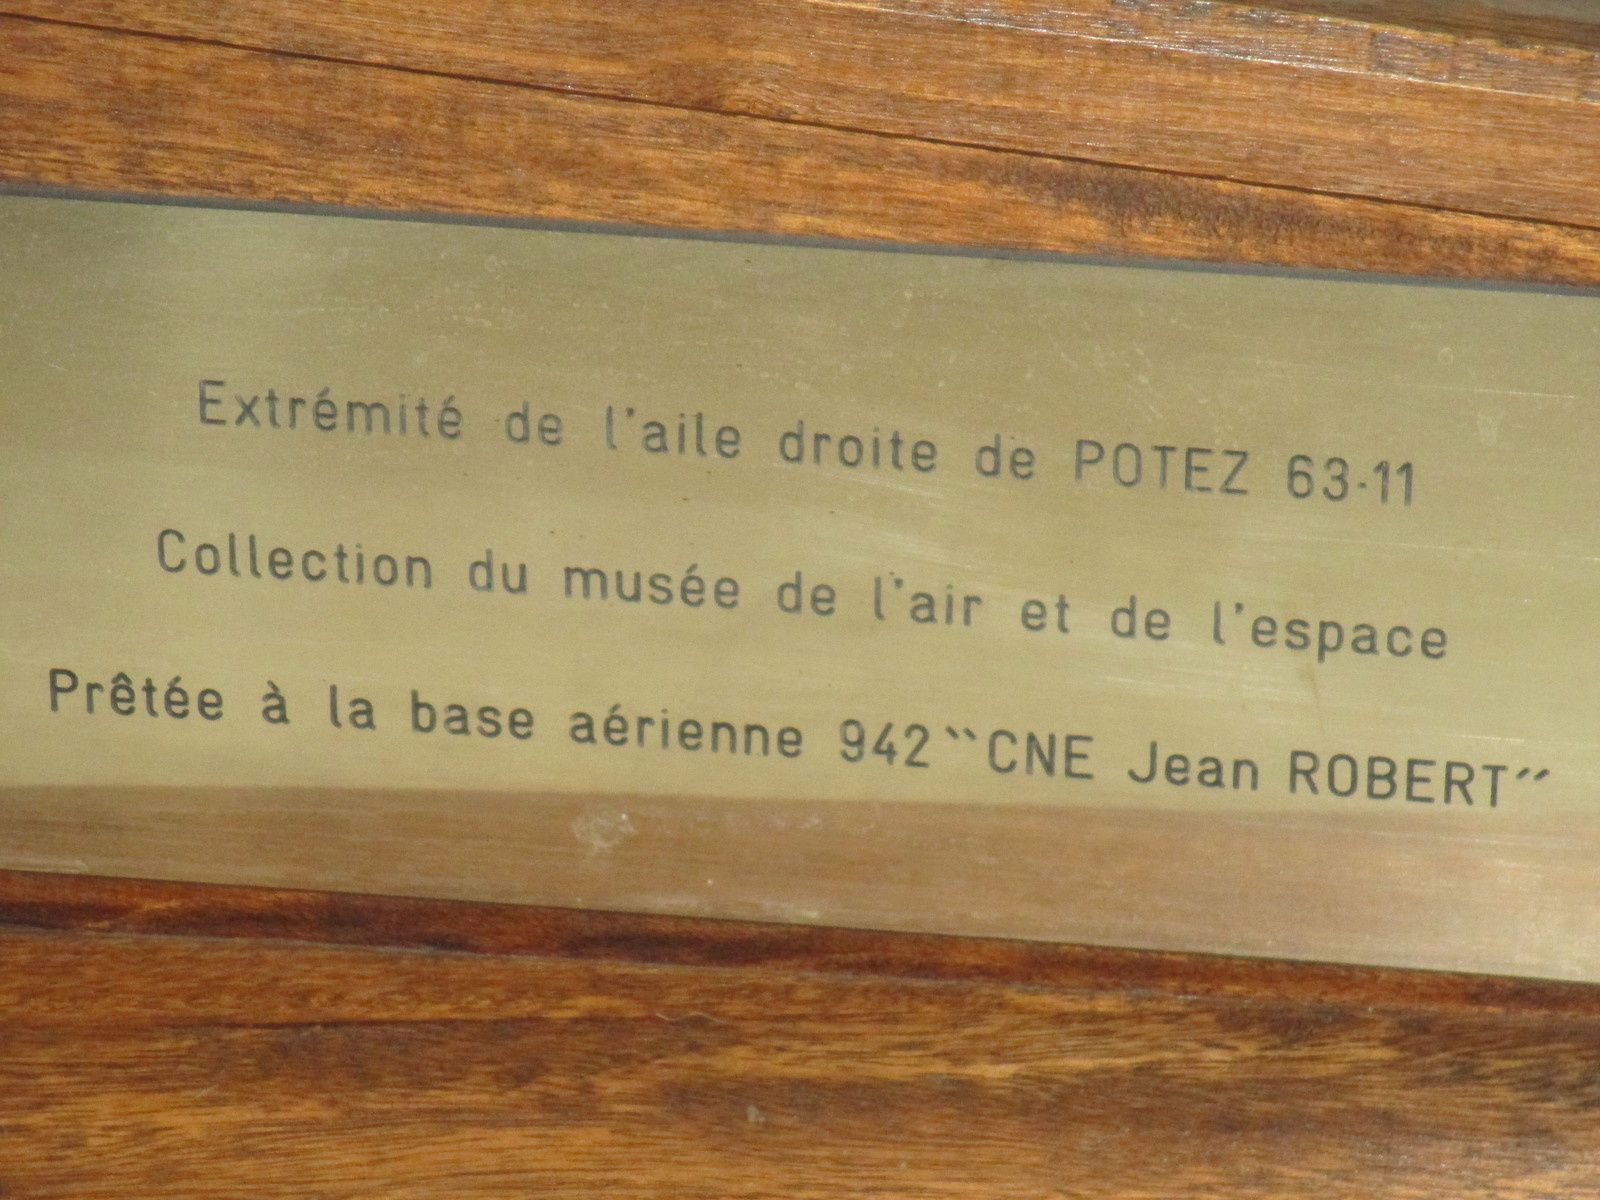 Extrémité de l'aile droite de POTEZ 63.11
Collection du musée de l'air et de l'espace
Prêtée à la base aérienne 942 "CNE Jean ROBERT"